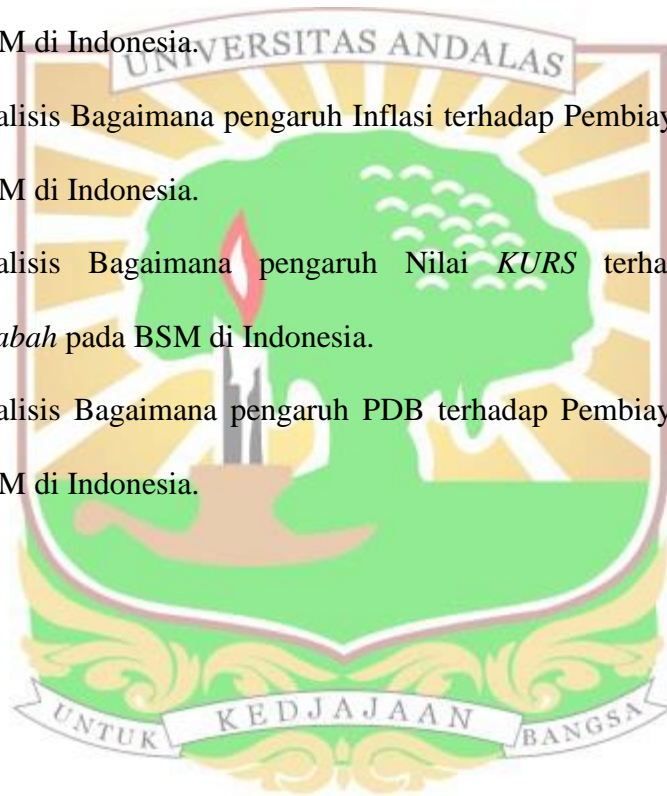 M di Indonesia.
UNIVERSITAS ANDALAS
alisis Bagaimana pengaruh Inflasi terhadap Pembiay
M di Indonesia.
alisis Bagaimana pengaruh Nilai KURS terha
abah pada BSM di Indonesia.
alisis Bagaimana pengaruh PDB terhadap Pembiay
M di Indonesia.
UNTUK KEDJAJAAN BANGSA